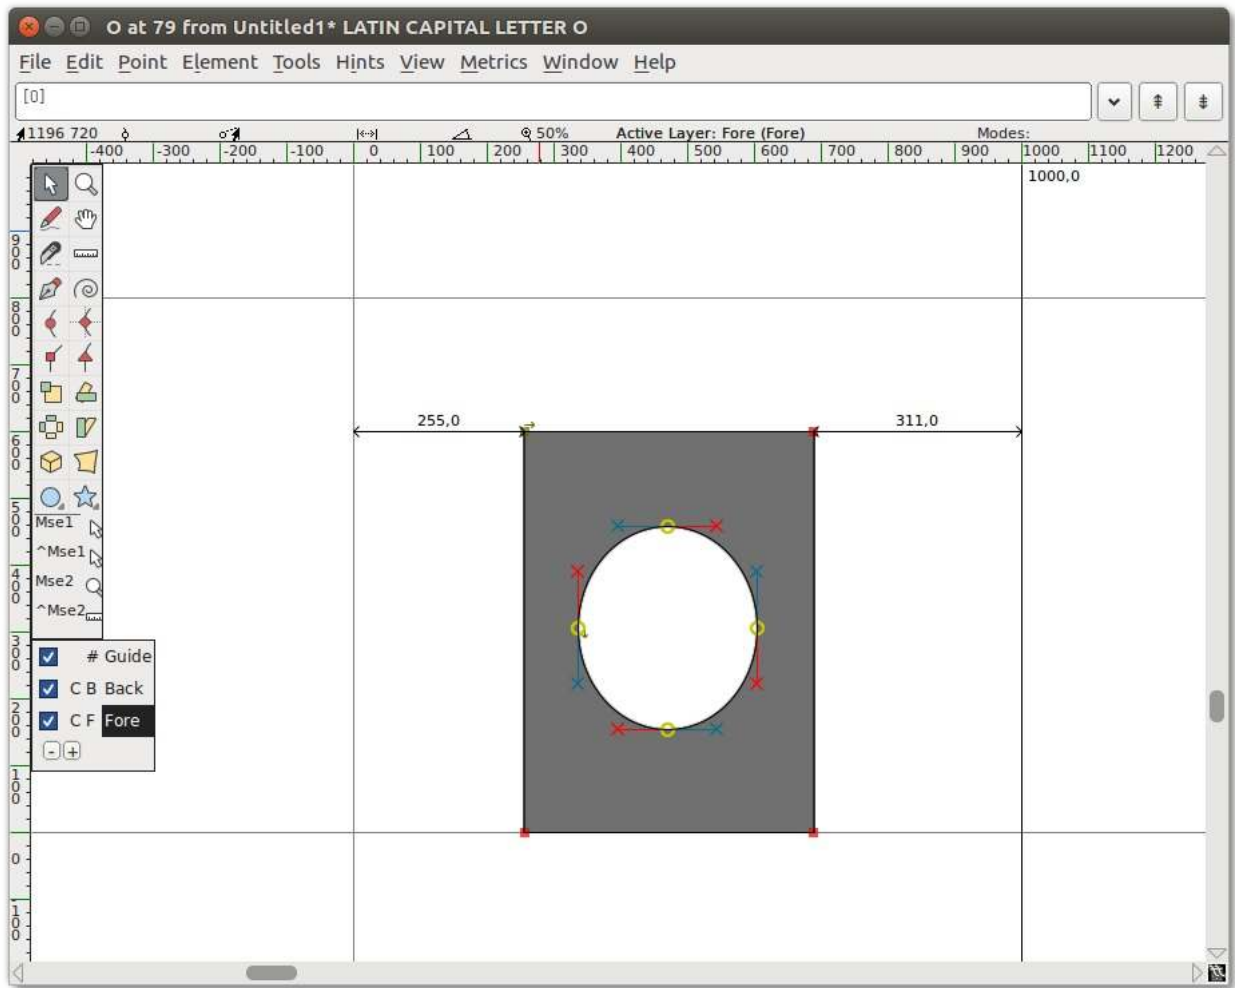 O at 79 from Untitled1* LATIN CAPITAL LETTER O
File Edit Point Element Tools Hints View Metrics Window Help
[O]
1196 720 50% Active Layer: Fore (Fore) Modes:
-400 -300 -200 -100 0 100 200 300 400 500 600 700 800 900 1000 1100 1200
1000,0
900
800
700
255,0 311,0
600
500
Mse1
^Mse1
400
Mse2
^Mse2
300
# Guide
C B Back
200
C F Fore
- +
100
0
-100